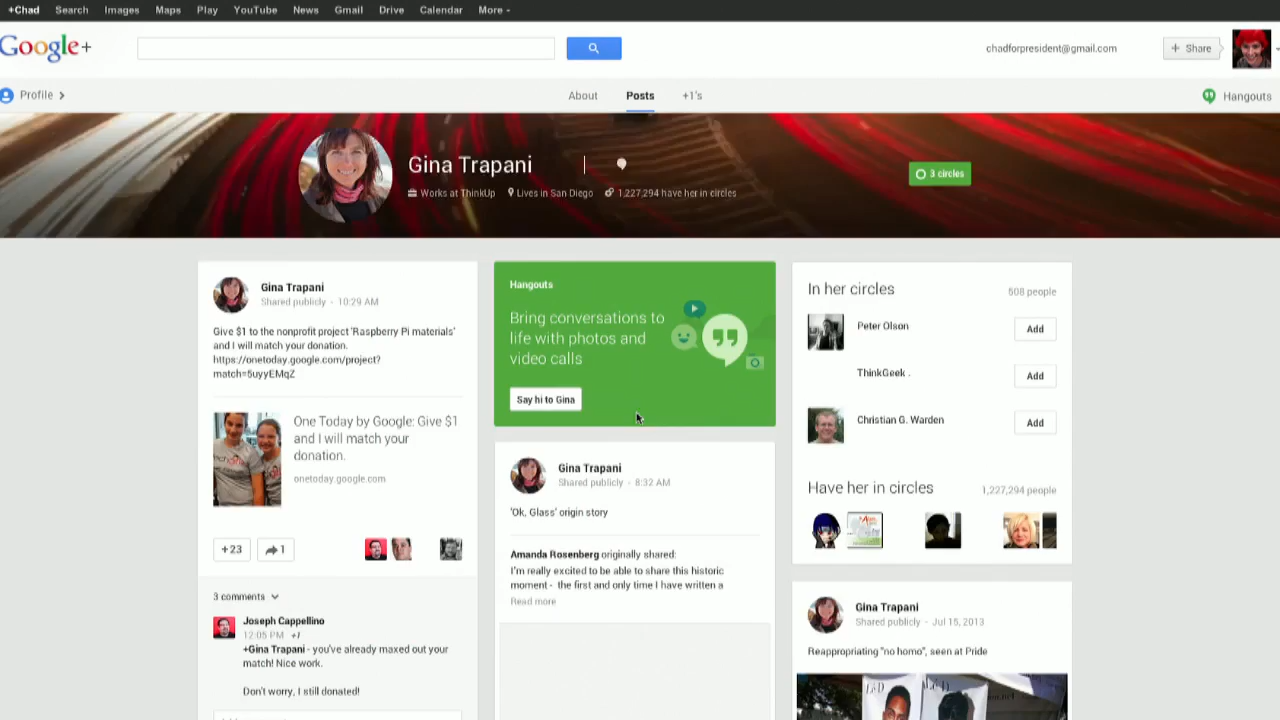 +Chad Search Images Maps Play YouTube News Gmail Drive Calendar More
Google+
chadforpresident@gmail.com
+ Share
Profile
About Posts +1's
Hangouts
Gina Trapani
Works at ThinkUp Lives in San Diego 1,227,294 have her in circles
3 circles
Gina Trapani
Shared publicly - 10:29 AM
Give $1 to the nonprofit project 'Raspberry Pi materials'
and I will match your donation.
https://onetoday.google.com/project?
match=5uyyEMqZ
One Today by Google: Give $1
and I will match your
donation.
onetoday.google.com
+23
1
3 comments
Joseph Cappellino
12:05 PM +1
+Gina Trapani - you've already maxed out your
match! Nice work.
Don't worry, I still donated!
Hangouts
Bring conversations to
life with photos and
video calls
Say hi to Gina
Gina Trapani
Shared publicly - 8:32 AM
'Ok, Glass' origin story
Amanda Rosenberg originally shared:
I'm really excited to be able to share this historic
moment - the first and only time I have written a
Read more
In her circles
508 people
Peter Olson
Add
ThinkGeek .
Add
Christian G. Warden
Add
Have her in circles
1,227,294 people
Gina Trapani
Shared publicly - Jul 15, 2013
Reappropriating "no homo", seen at Pride